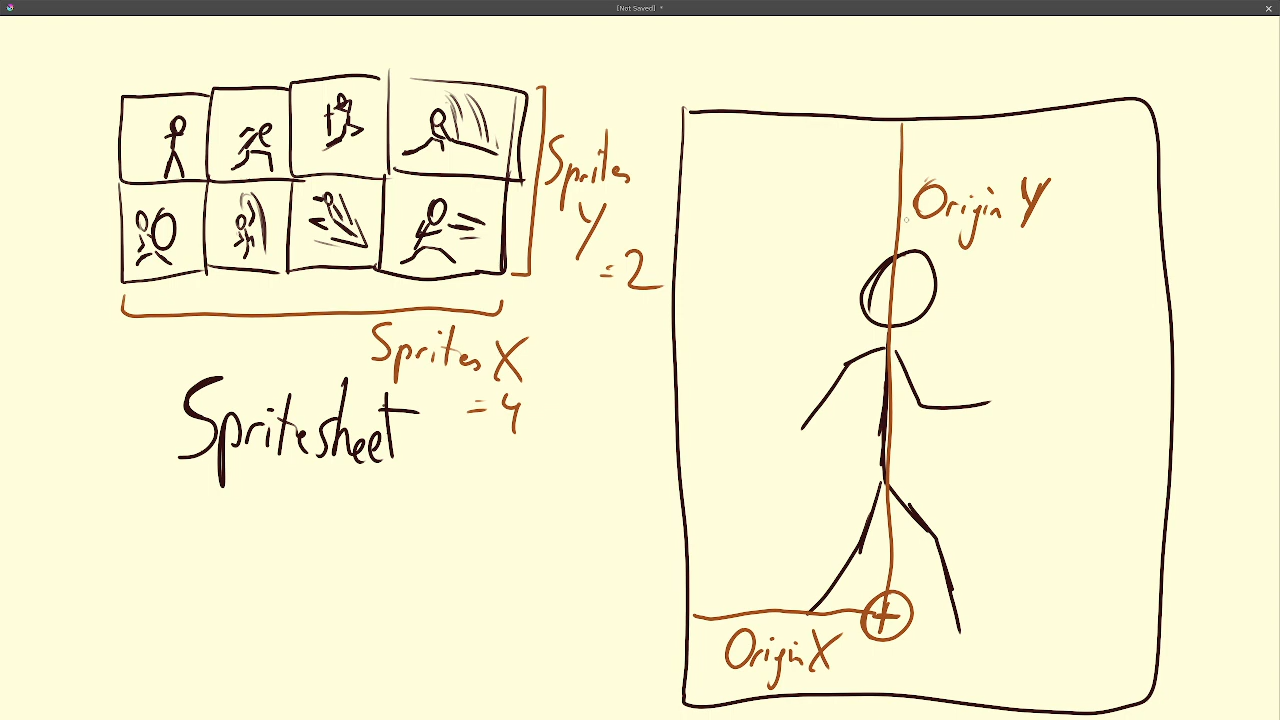 [Not Saved] *
Sprites
Y
= 2
Sprites X
= 4
Spritesheet
Origin Y
Origin X